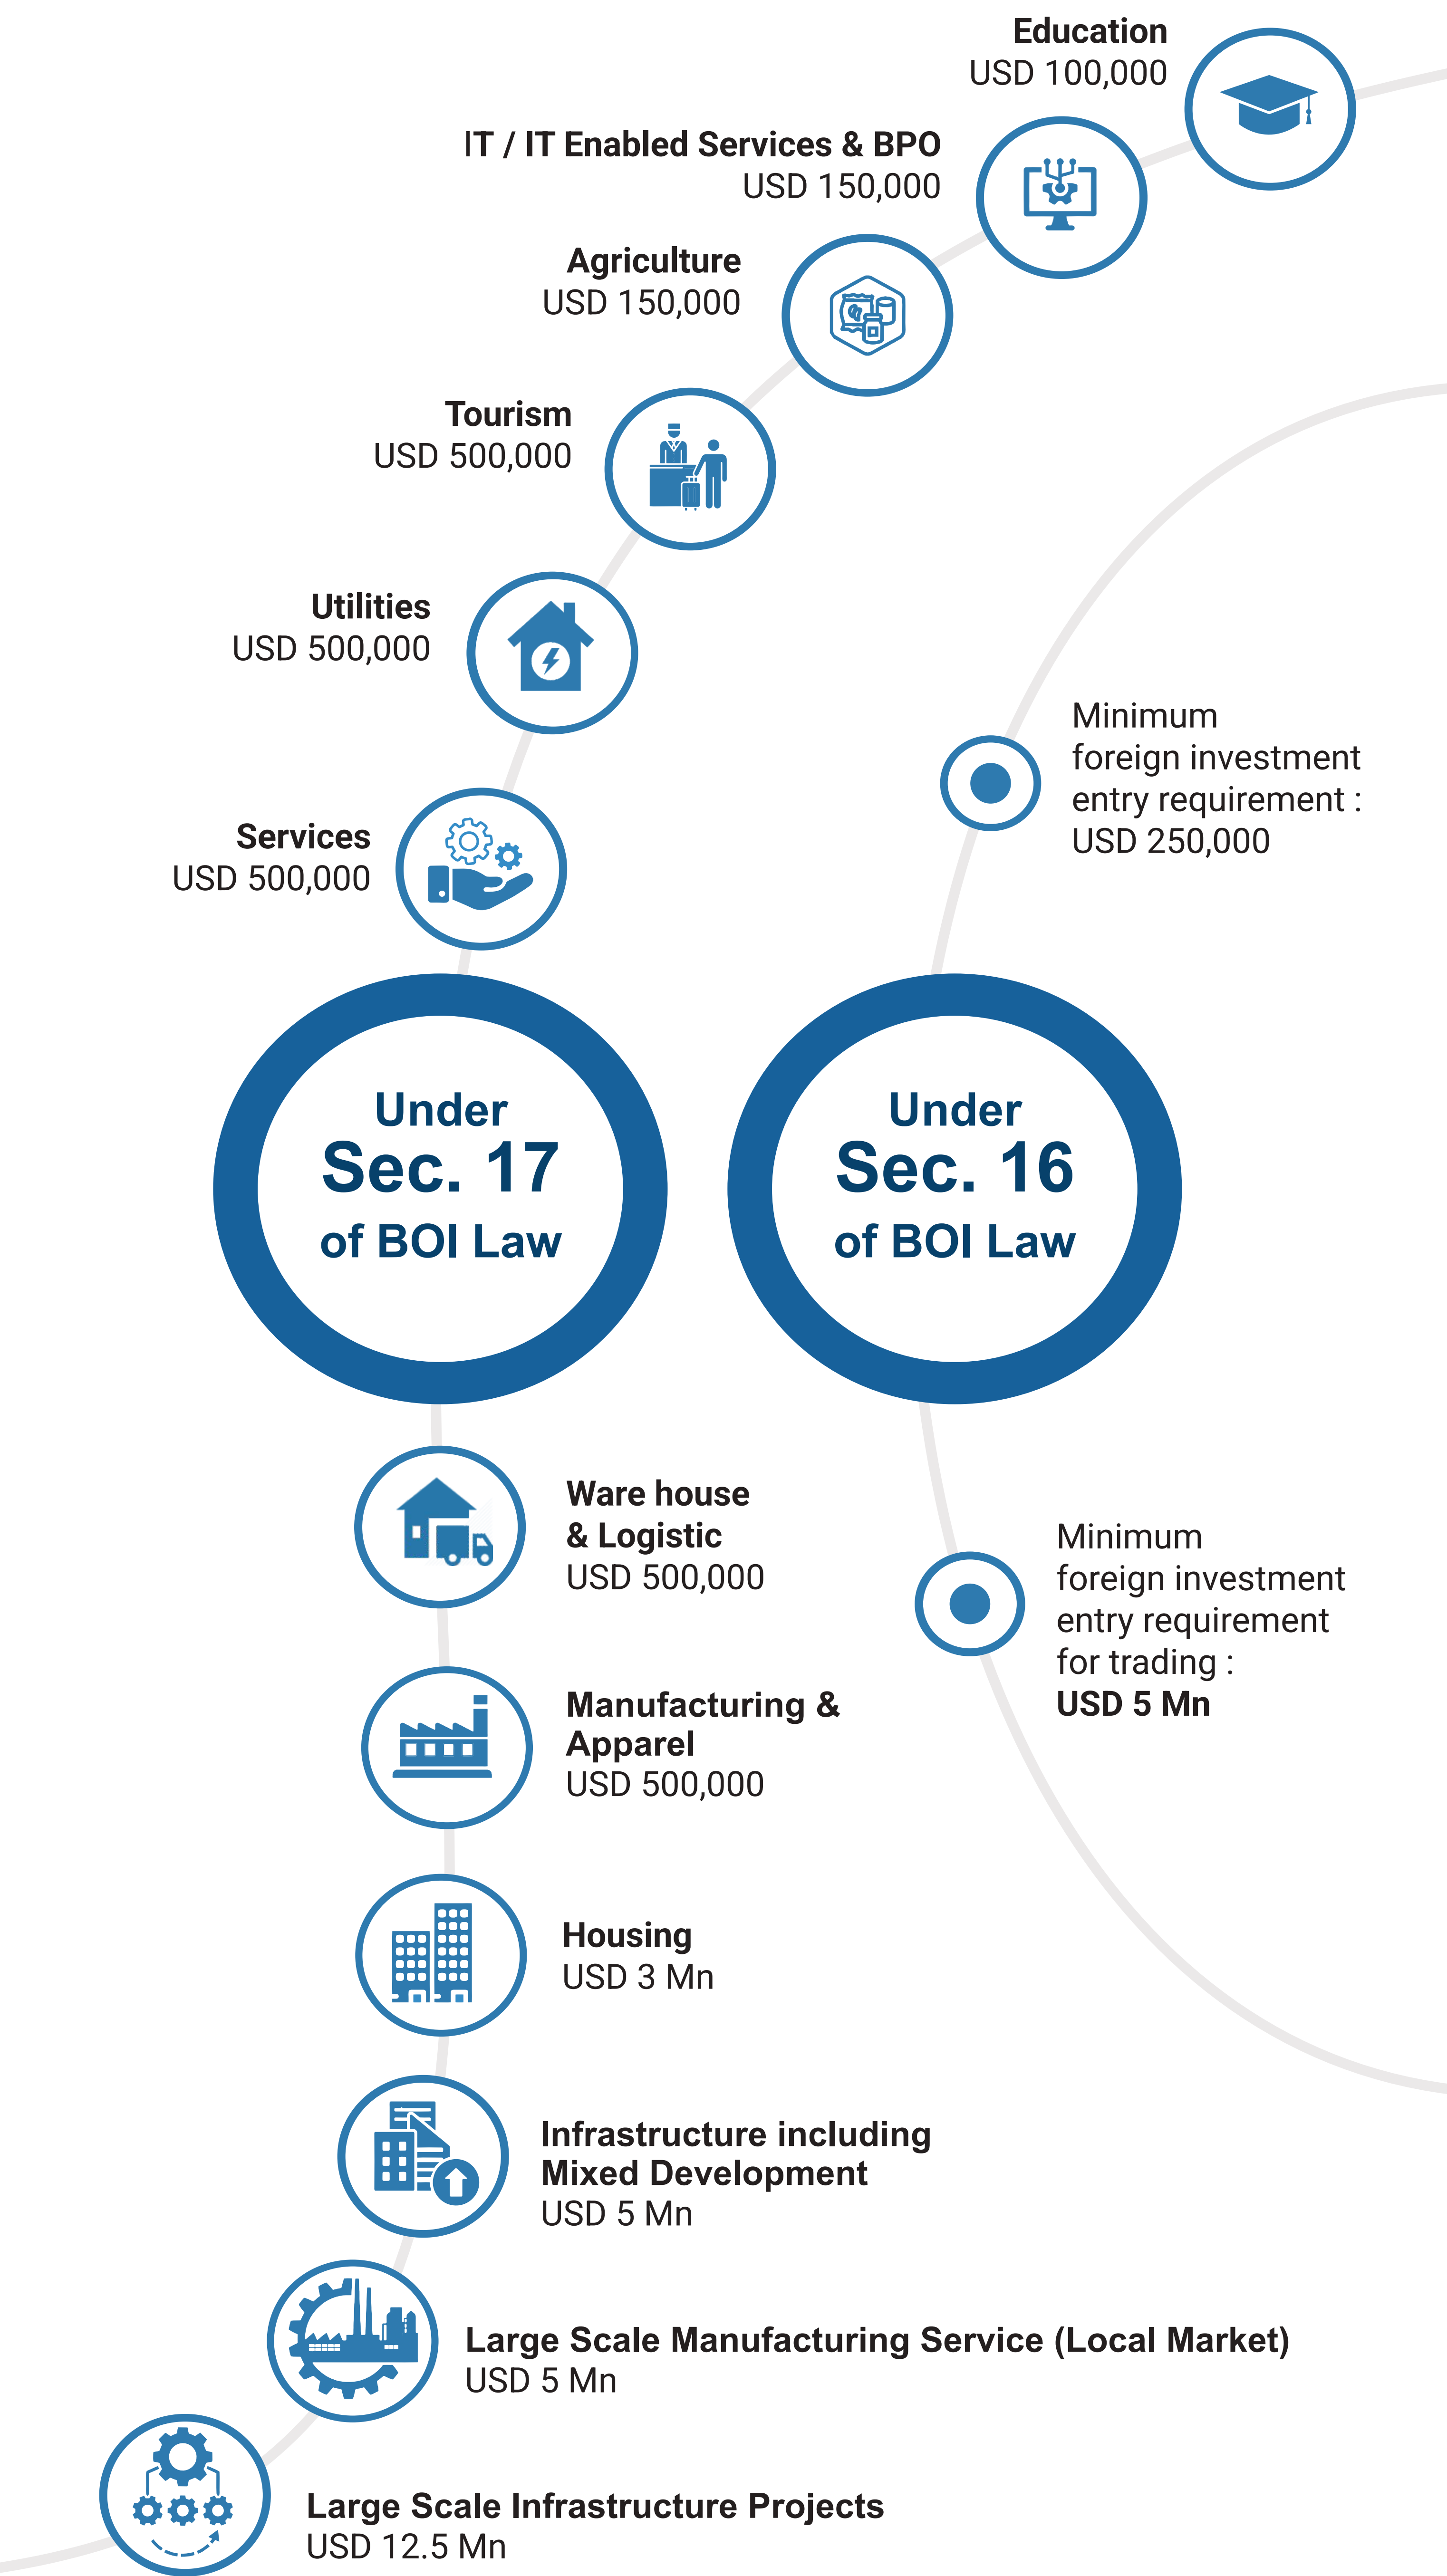 Education
USD 100,000
IT / IT Enabled Services & BPO
USD 150,000
Agriculture
USD 150,000
Tourism
USD 500,000
Utilities
USD 500,000
Services
USD 500,000
Minimum
foreign investment
entry requirement :
USD 250,000
Under
Sec. 17
of BOI Law
Under
Sec. 16
of BOI Law
Ware house
& Logistic
USD 500,000
Minimum
foreign investment
entry requirement
for trading :
USD 5 Mn
Manufacturing &
Apparel
USD 500,000
Housing
USD 3 Mn
Infrastructure including
Mixed Development
USD 5 Mn
Large Scale Manufacturing Service (Local Market)
USD 5 Mn
Large Scale Infrastructure Projects
USD 12.5 Mn